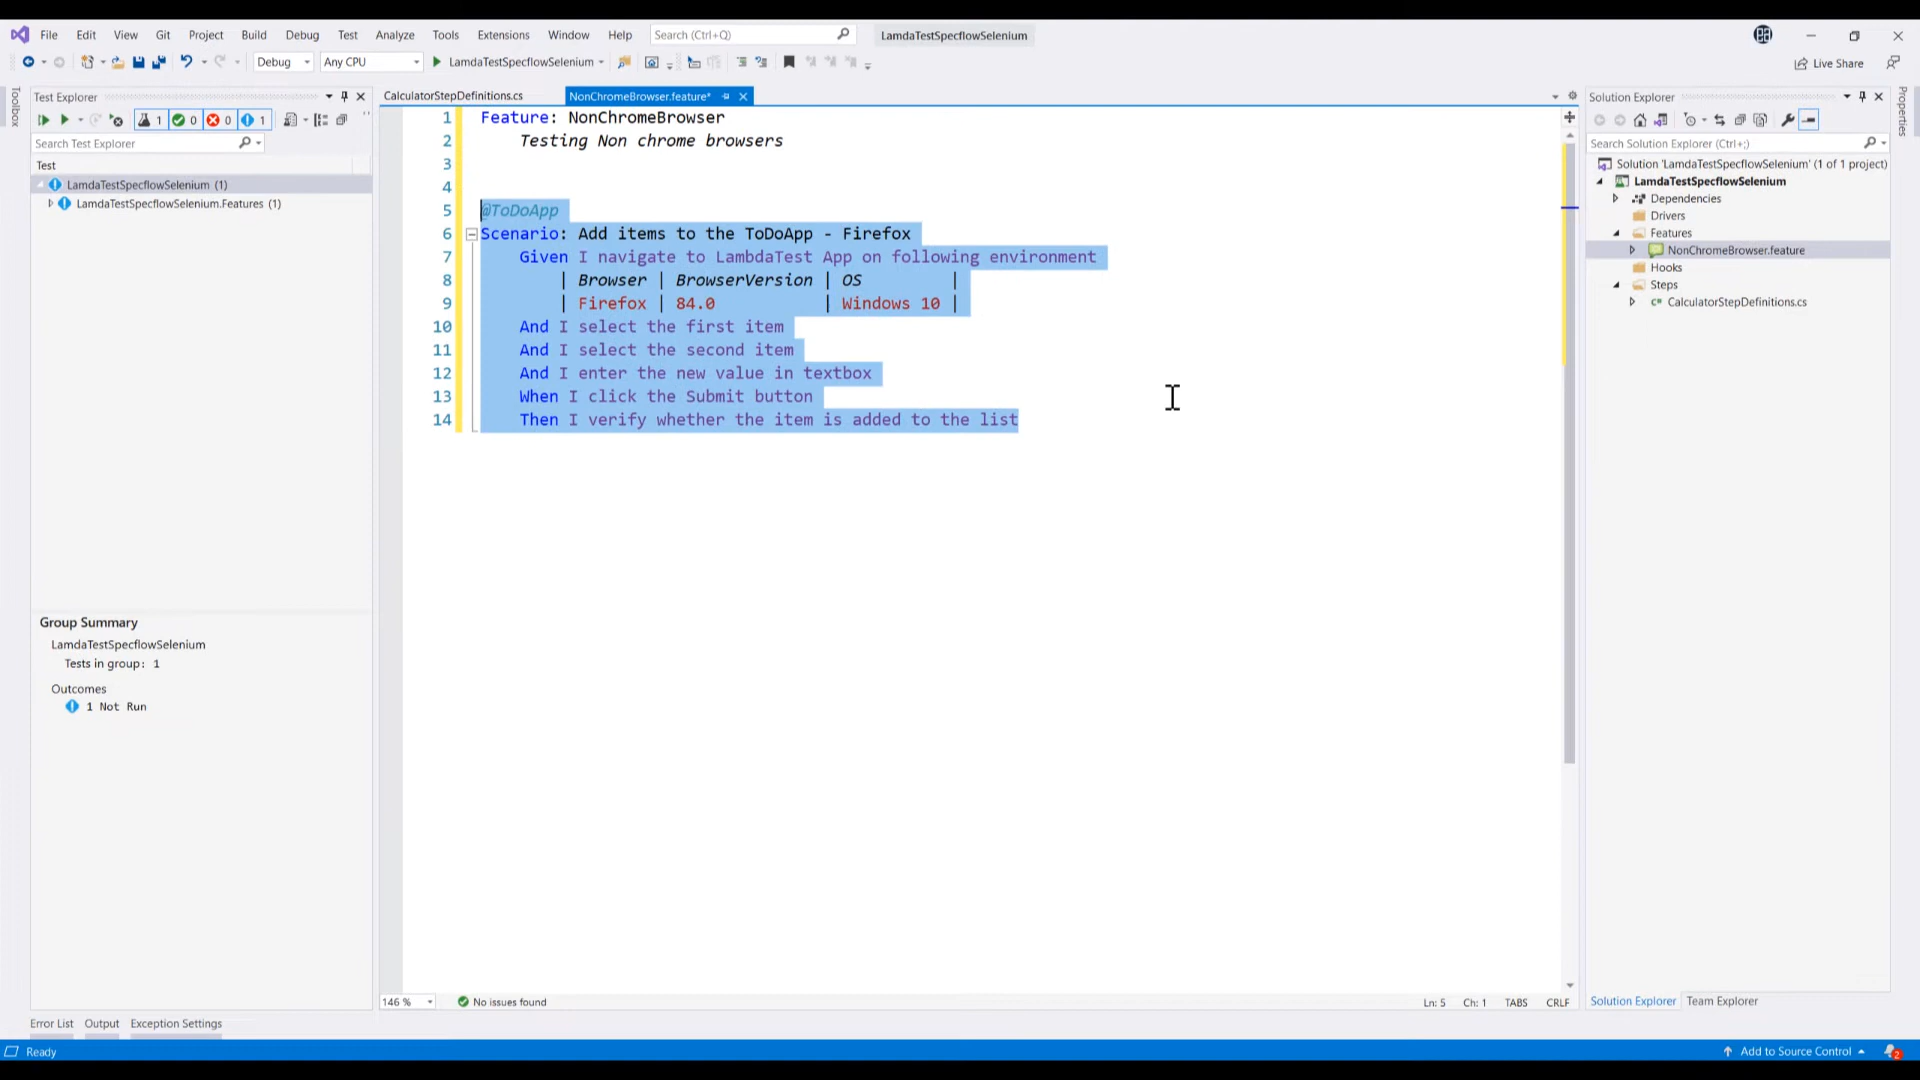 File Edit View Git Project Build Debug Test Analyze Tools Extensions Window Help Search (Ctrl+Q) LamdaTestSpecflowSelenium
Debug Any CPU LamdaTestSpecflowSelenium Live Share
Toolbox
Test Explorer
1 0 0 1
Search Test Explorer
Test
LamdaTestSpecflowSelenium (1)
LamdaTestSpecflowSelenium.Features (1)
Group Summary
LamdaTestSpecflowSelenium
Tests in group: 1
Outcomes
1 Not Run
CalculatorStepDefinitions.cs NonChromeBrowser.feature*
1 Feature: NonChromeBrowser
2 Testing Non chrome browsers
3
4
5 @ToDoApp
6 Scenario: Add items to the ToDoApp - Firefox
7 Given I navigate to LambdaTest App on following environment
8 | Browser | BrowserVersion | OS |
9 | Firefox | 84.0 | Windows 10 |
10 And I select the first item
11 And I select the second item
12 And I enter the new value in textbox
13 When I click the Submit button
14 Then I verify whether the item is added to the list
146 % No issues found Ln: 5 Ch: 1 TABS CRLF
Solution Explorer
Search Solution Explorer (Ctrl+;)
Solution 'LamdaTestSpecflowSelenium' (1 of 1 project)
LamdaTestSpecflowSelenium
Dependencies
Drivers
Features
NonChromeBrowser.feature
Hooks
Steps
CalculatorStepDefinitions.cs
Solution Explorer Team Explorer
Properties
Error List Output Exception Settings
Ready Add to Source Control 2